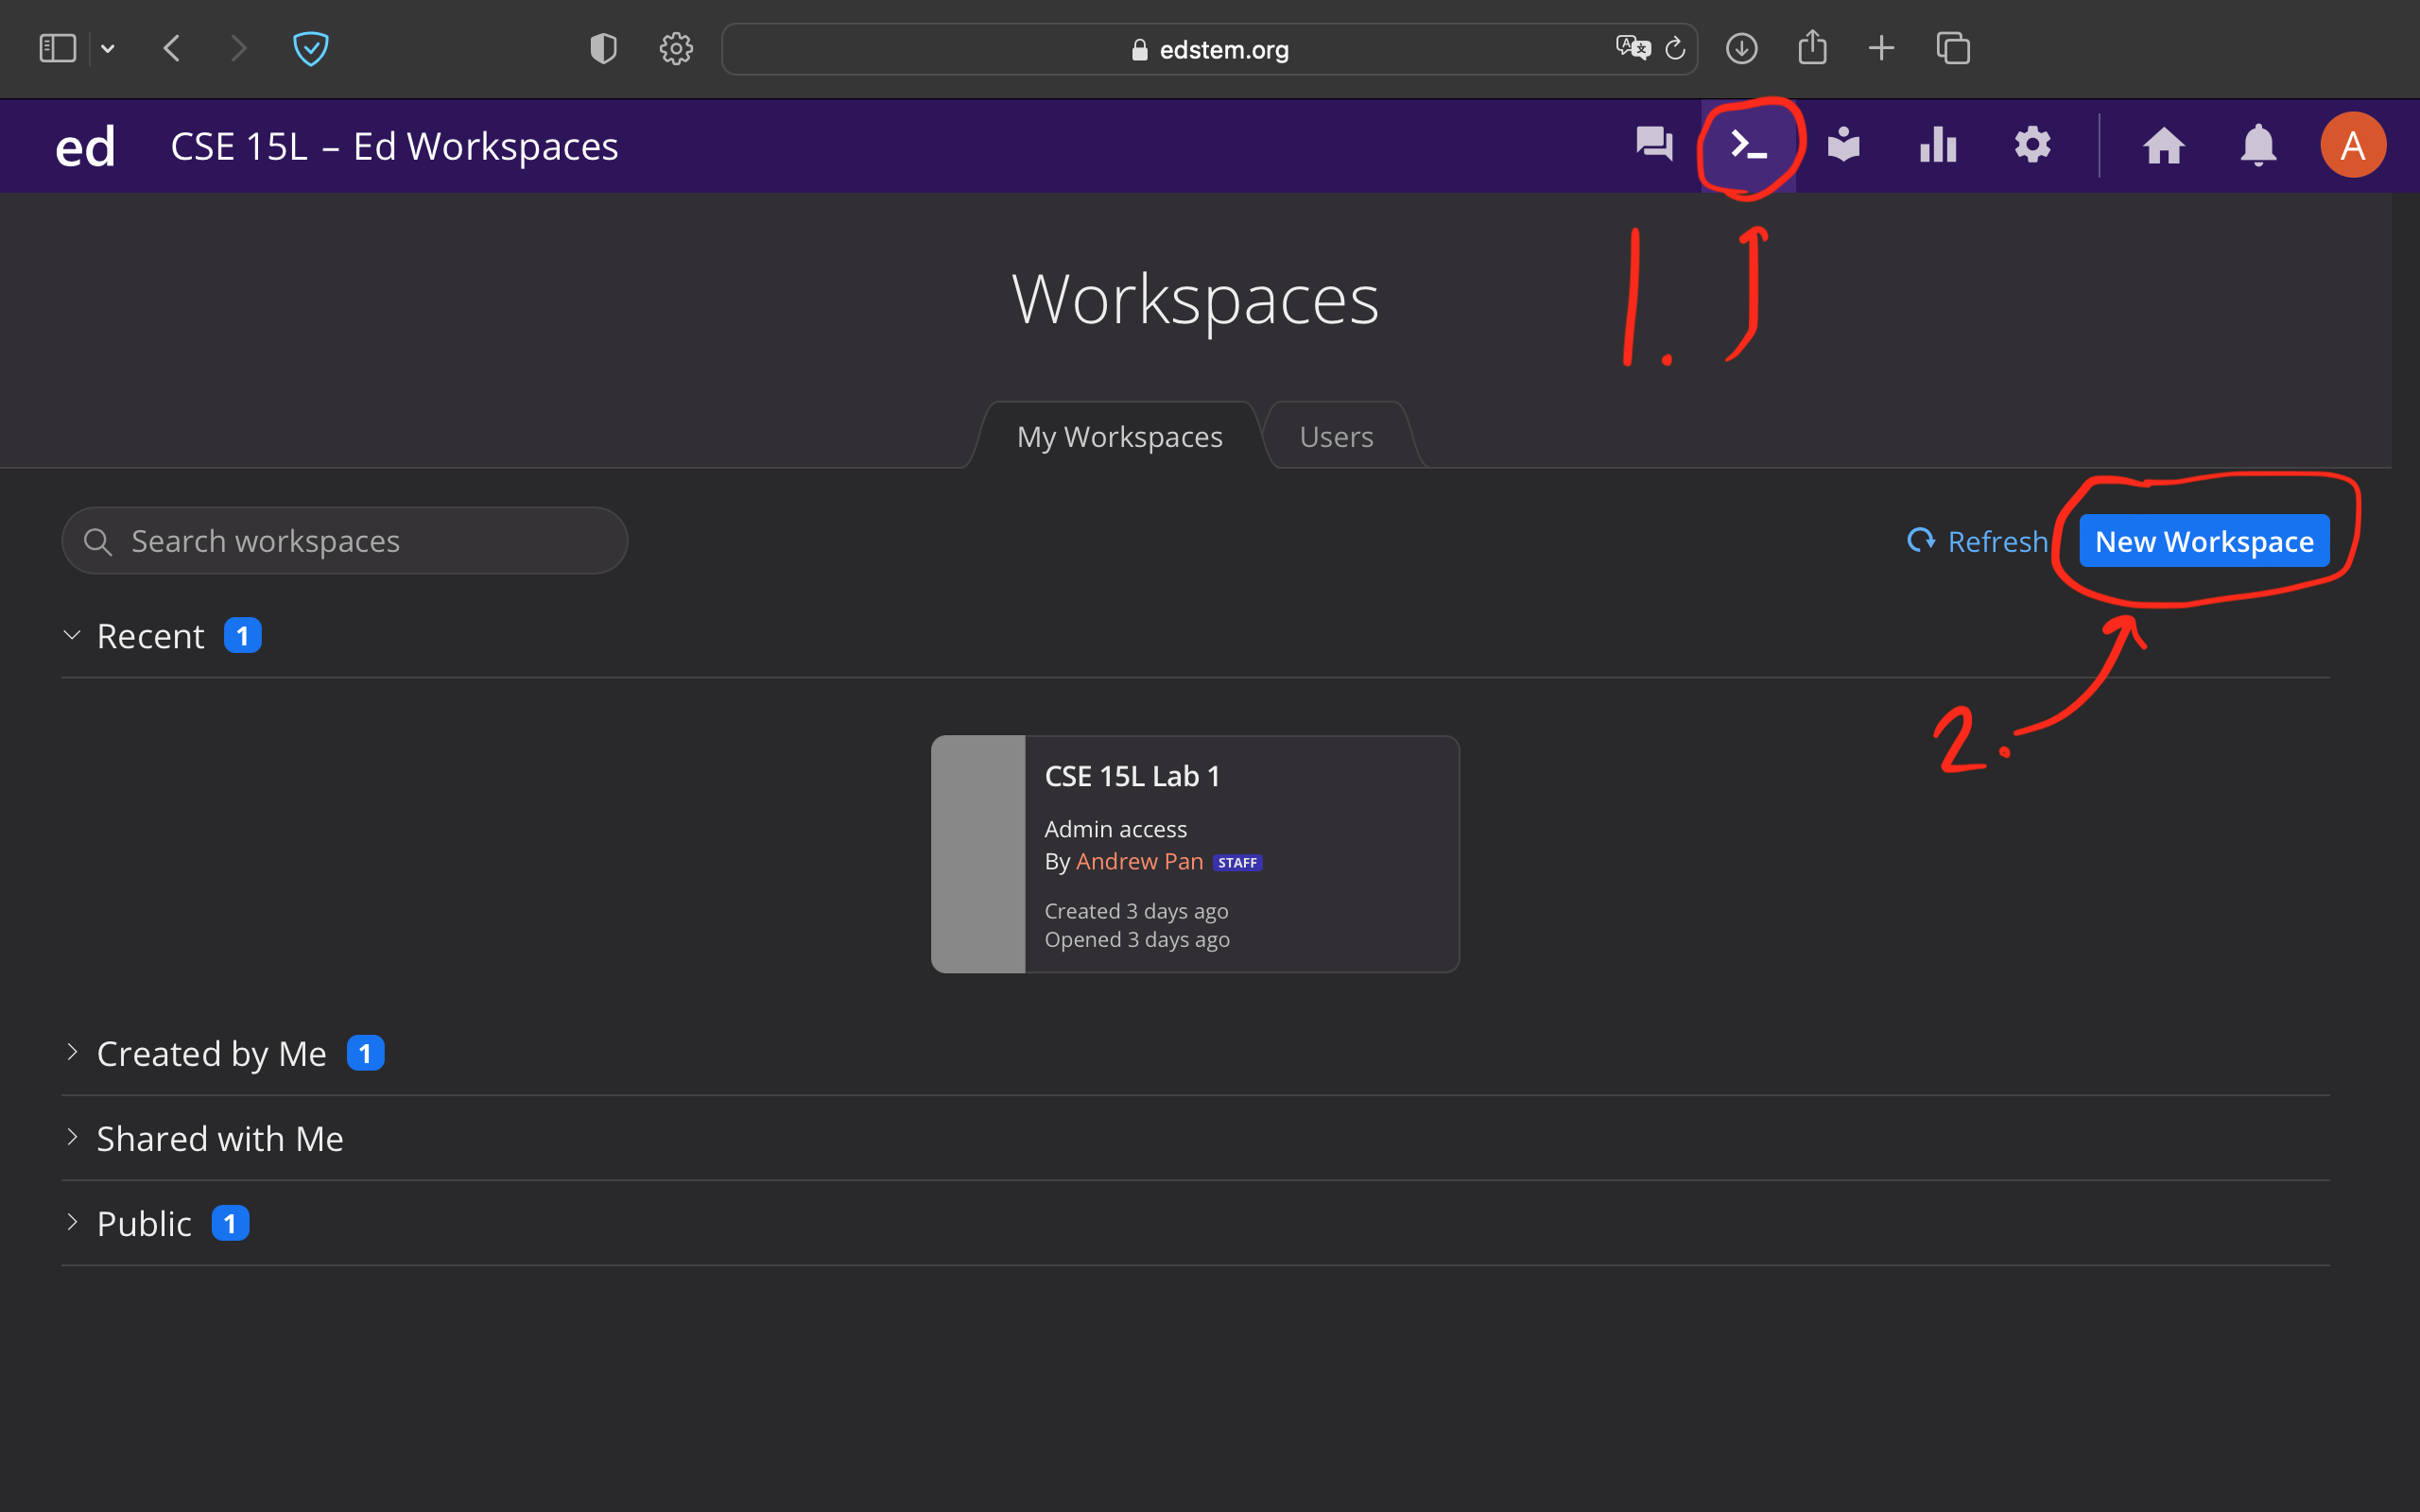 edstem.org
ed CSE 15L – Ed Workspaces A
Workspaces
1.
My Workspaces Users
Search workspaces Refresh New Workspace
Recent 1
2.
CSE 15L Lab 1
Admin access
By Andrew Pan STAFF
Created 3 days ago
Opened 3 days ago
Created by Me 1
Shared with Me
Public 1